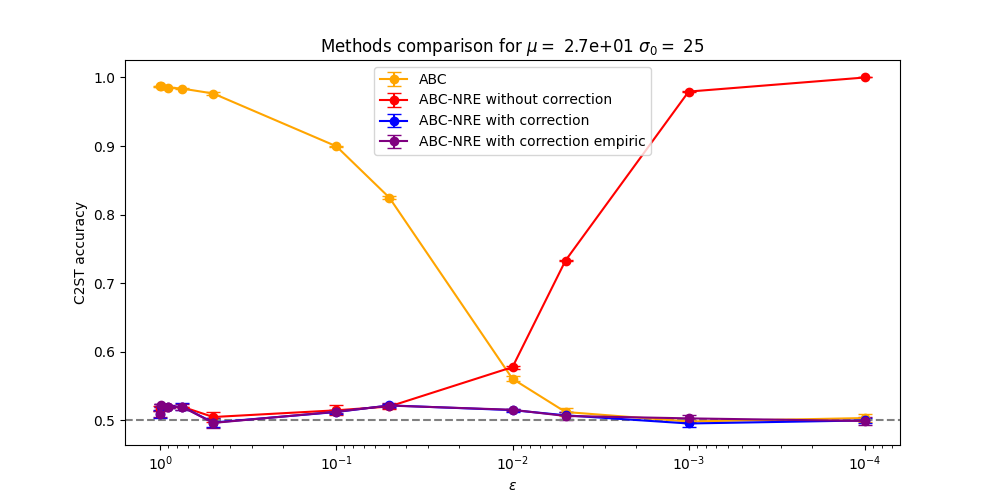 Methods comparison for μ = 2.7e+01 σ₀ = 25
ABC
ABC-NRE without correction
ABC-NRE with correction
ABC-NRE with correction empiric
C2ST accuracy
1.0
0.9
0.8
0.7
0.6
0.5
10⁰ 10⁻¹ 10⁻² 10⁻³ 10⁻⁴
ε